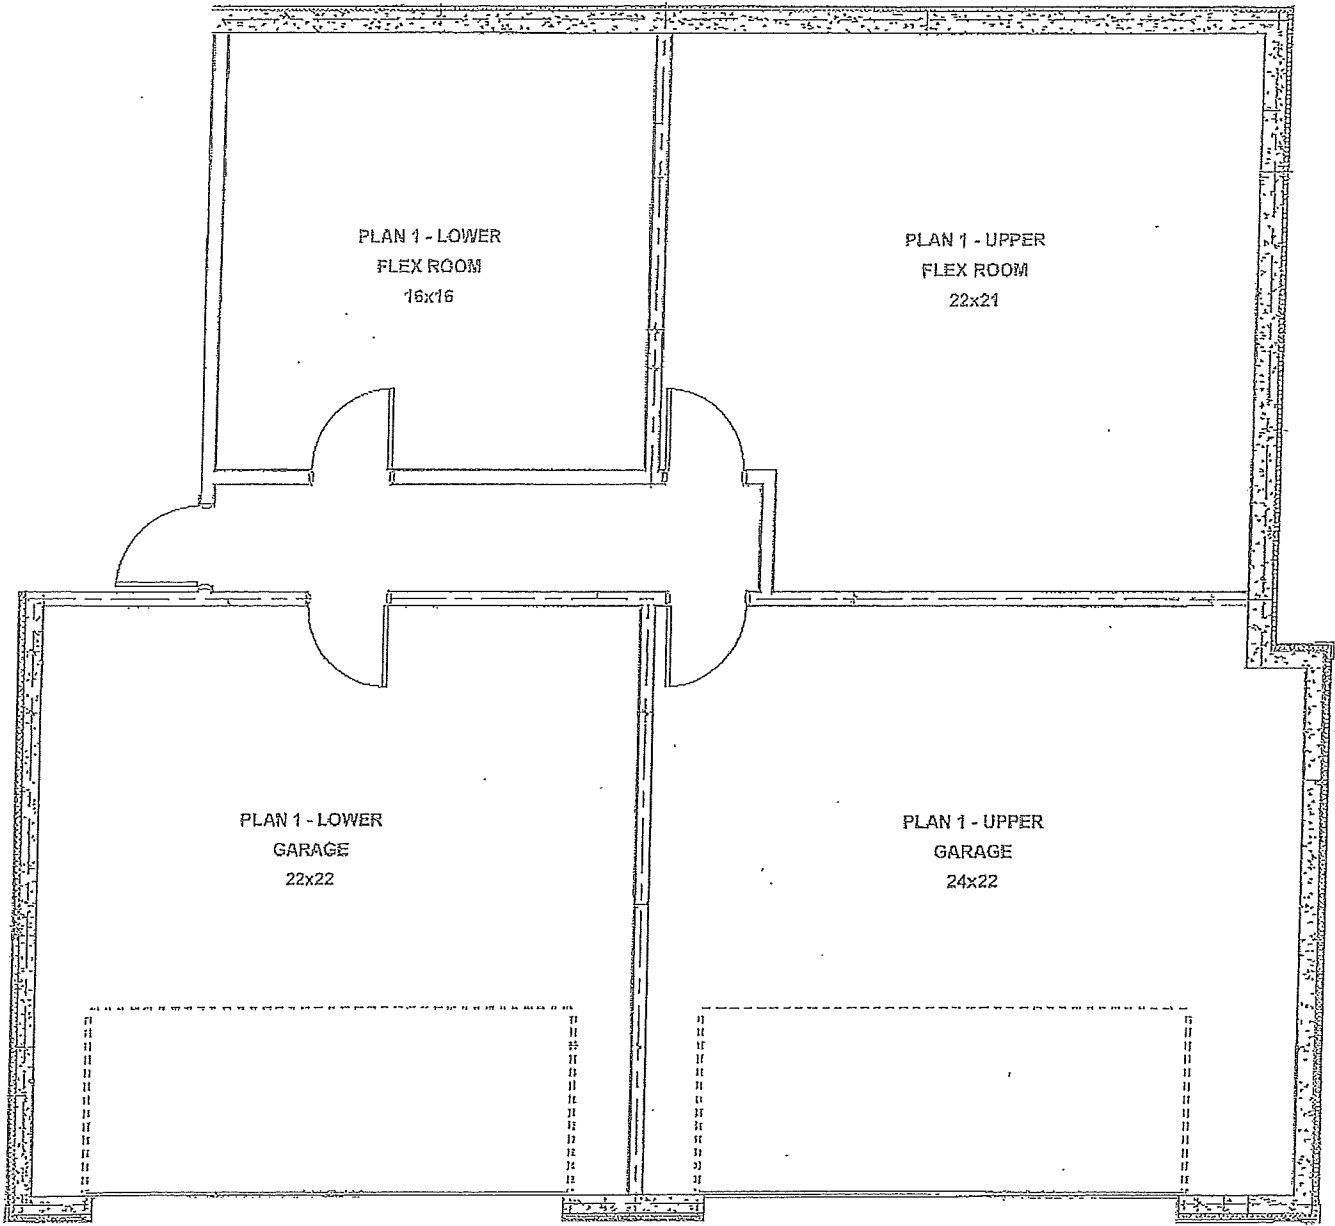 PLAN 1 - LOWER
FLEX ROOM
16x16
PLAN 1 - UPPER
FLEX ROOM
22x21
PLAN 1 - LOWER
GARAGE
22x22
PLAN 1 - UPPER
GARAGE
24x22